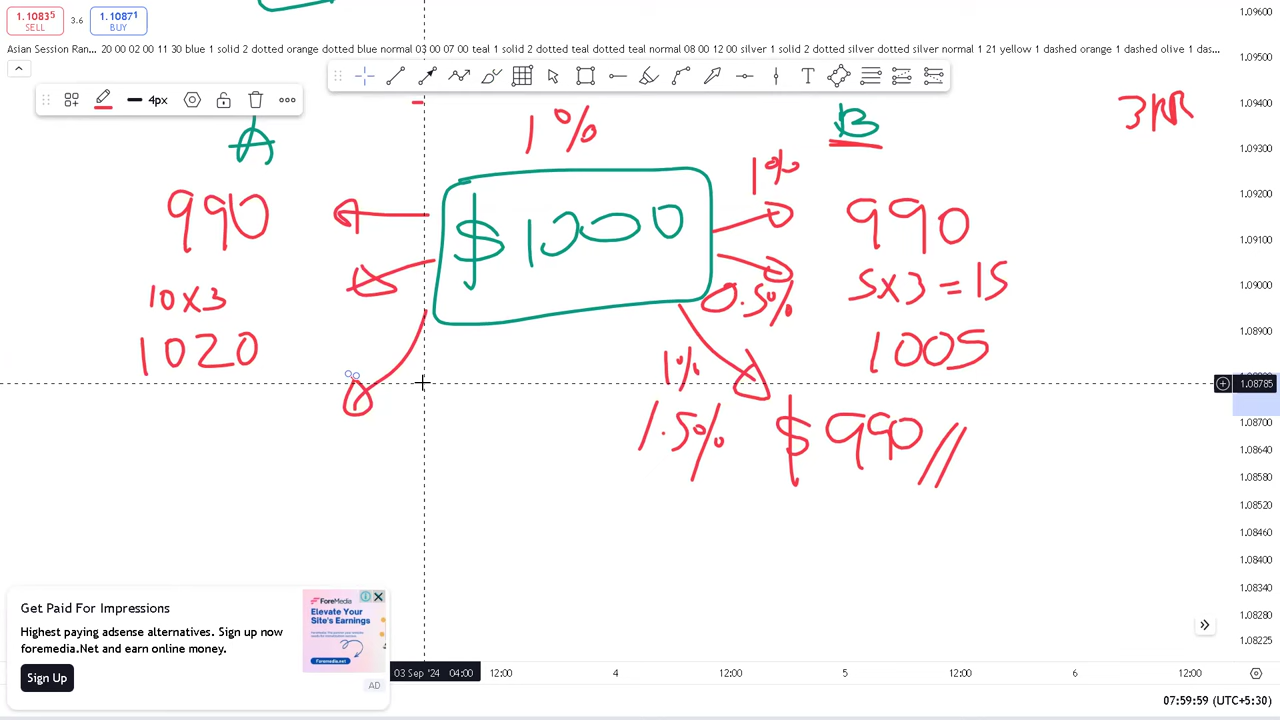 1.08835
SELL
3.6
1.10871
BUY
Asian Session Ran... 20 00 02 00 11 30 blue 1 solid 2 dotted orange dotted blue normal 03 00 07 00 teal 1 solid 2 dotted teal dotted teal normal 08 00 12 00 silver 1 solid 2 dotted silver dotted silver normal 1 21 yellow 1 dashed orange 1 dashed olive 1 das...
4px
T
A
1%
B
3RR
990
$1000
1%
990
10x3
0.5%
5x3=15
1020
1%
1005
1.5%
$990//
1.09600
1.09500
1.09400
1.09300
1.09200
1.09100
1.09000
1.08900
1.08785
1.08700
1.08640
1.08580
1.08520
1.08460
1.08400
1.08340
1.08280
1.08225
Get Paid For Impressions
Highest paying adsense alternatives. Sign up now
foremedia.Net and earn online money.
Sign Up
ForeMedia
Elevate Your
Site's Earnings
Foremedia.net
AD
03 Sep '24 04:00
12:00
4
12:00
5
12:00
6
12:00
07:59:59 (UTC+5:30)